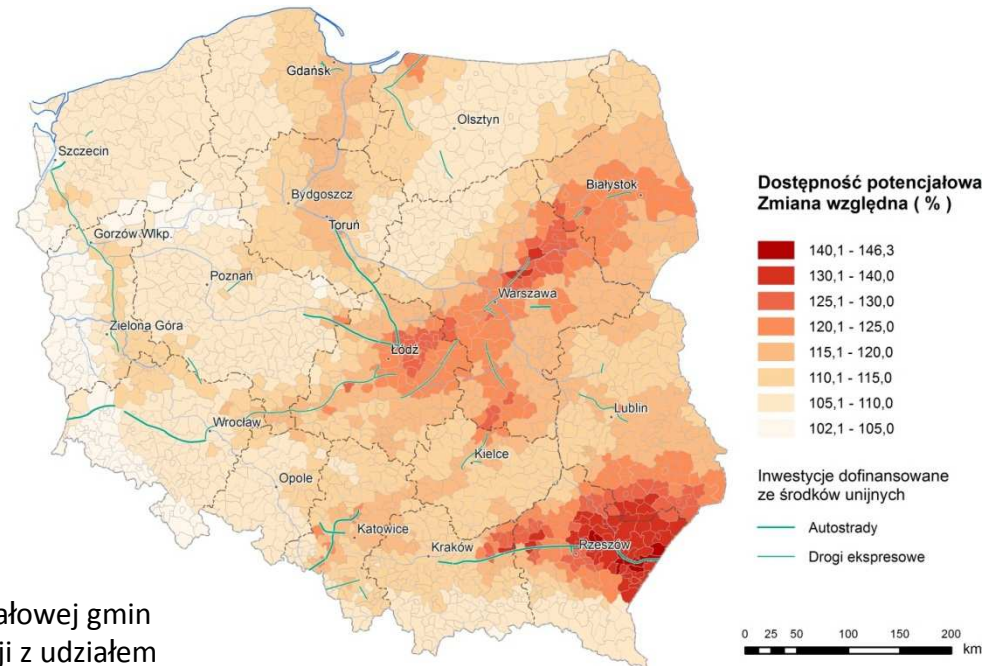 Gdańsk
Olsztyn
Szczecin
Białystok
Bydgoszcz
Toruń
Gorzów Wlkp.
Poznań
Warszawa
Zielona Góra
Łódź
Lublin
Wrocław
Kielce
Opole
Katowice
Kraków
Rzeszów
Dostępność potencjałowa
Zmiana względna ( % )
140,1 - 146,3
130,1 - 140,0
125,1 - 130,0
120,1 - 125,0
115,1 - 120,0
110,1 - 115,0
105,1 - 110,0
102,1 - 105,0
Inwestycje dofinansowane
ze środków unijnych
Autostrady
Drogi ekspresowe
ałowej gmin
ji z udziałem
0 25 50 100 150 200
km